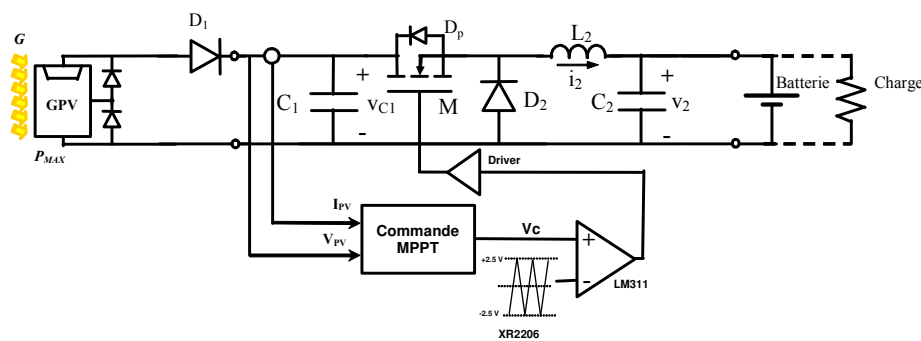 G
D1
GPV
PMAX
C1
+
vC1
-
Dp
M
D2
L2
i2
C2
+
v2
-
Batterie
Charge
Driver
IPV
VPV
Commande
MPPT
Vc
+
-
LM311
+2.5 V
-2.5 V
XR2206